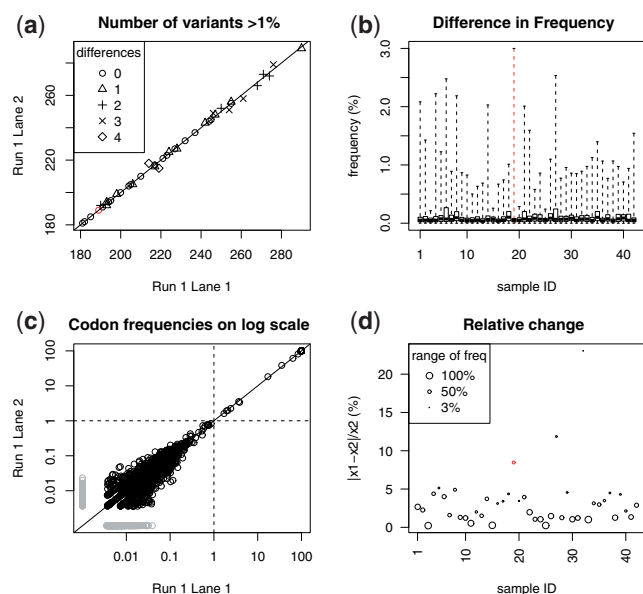 (a)
Number of variants >1%
differences
0
1
2
3
4
Run 1 Lane 2
180
220
260
180 200 220 240 260 280
Run 1 Lane 1
(b)
Difference in Frequency
frequency (%)
0.0
1.0
2.0
3.0
1 10 20 30 40
sample ID
(c)
Codon frequencies on log scale
Run 1 Lane 2
0.01
0.1
1
10
100
0.01 0.1 1 10 100
Run 1 Lane 1
(d)
Relative change
range of freq
100%
50%
3%
|x1−x2|/x2 (%)
0
5
10
15
20
1 10 20 30 40
sample ID